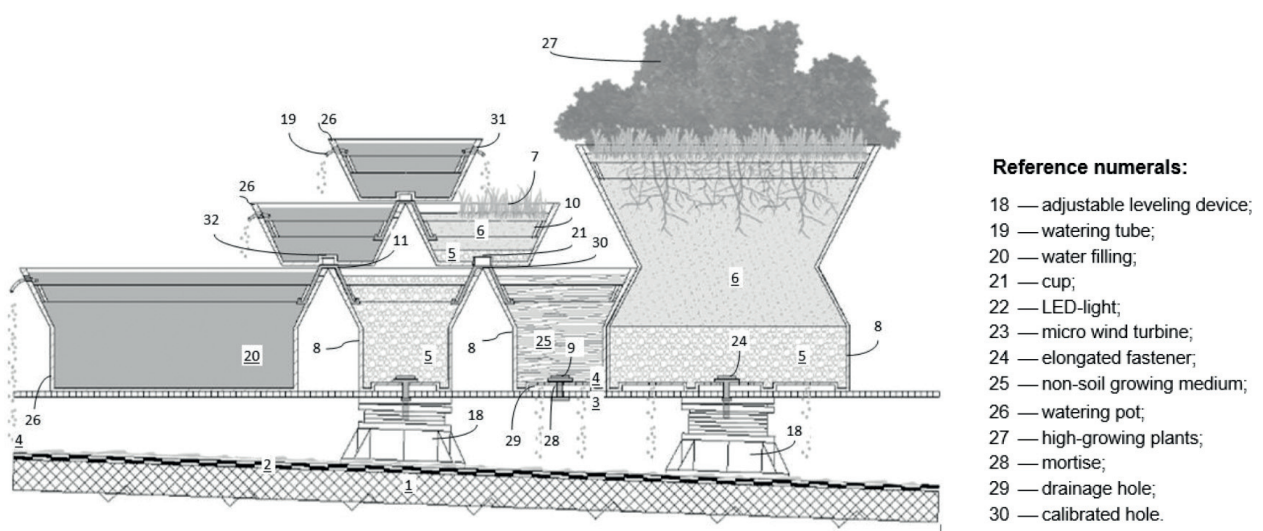 27
19
26
31
7
26
10
32
11
6
21
30
5
6
20
8
5
8
25
9
24
5
8
4
3
26
18
29
28
18
4
2
1
Reference numerals:
18 — adjustable leveling device;
19 — watering tube;
20 — water filling;
21 — cup;
22 — LED-light;
23 — micro wind turbine;
24 — elongated fastener;
25 — non-soil growing medium;
26 — watering pot;
27 — high-growing plants;
28 — mortise;
29 — drainage hole;
30 — calibrated hole.